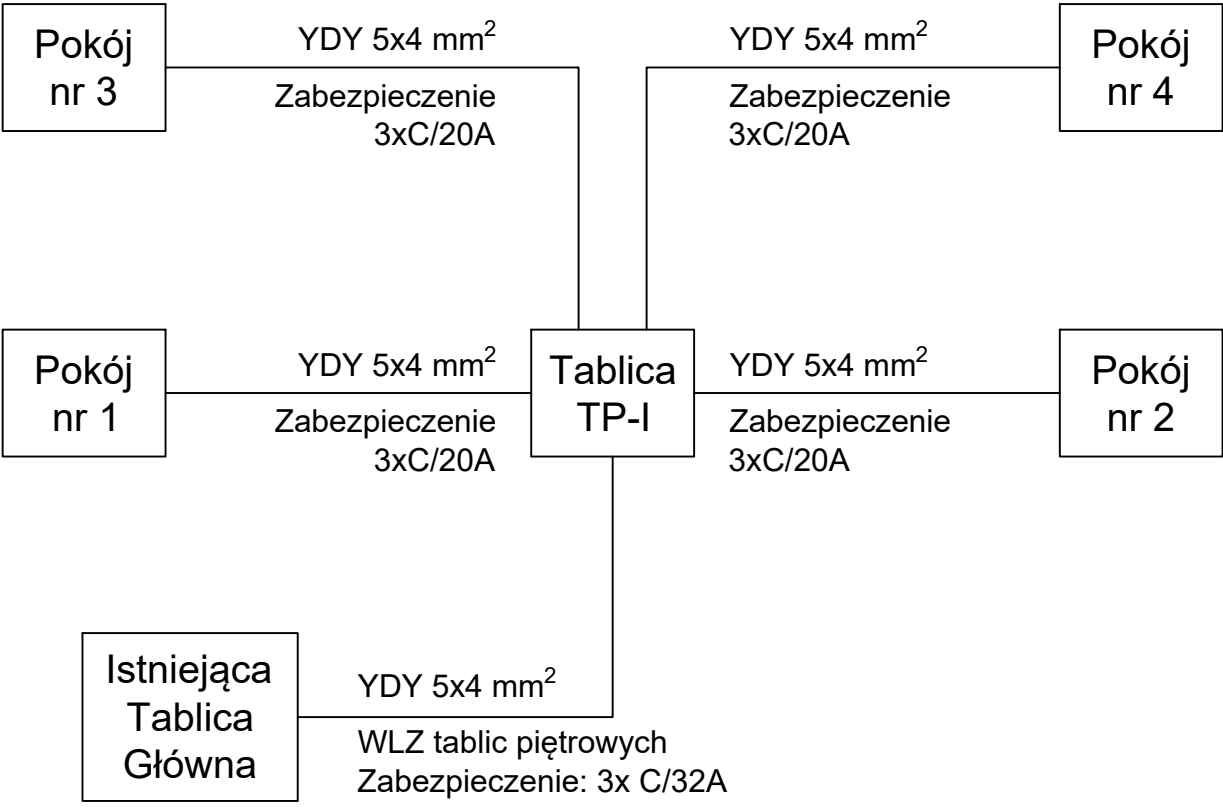 Pokój
nr 3
YDY 5x4 mm²
Zabezpieczenie
3xC/20A
YDY 5x4 mm²
Zabezpieczenie
3xC/20A
Pokój
nr 4
Pokój
nr 1
YDY 5x4 mm²
Zabezpieczenie
3xC/20A
Tablica
TP-I
YDY 5x4 mm²
Zabezpieczenie
3xC/20A
Pokój
nr 2
Istniejąca
Tablica
Główna
YDY 5x4 mm²
WLZ tablic piętrowych
Zabezpieczenie: 3x C/32A